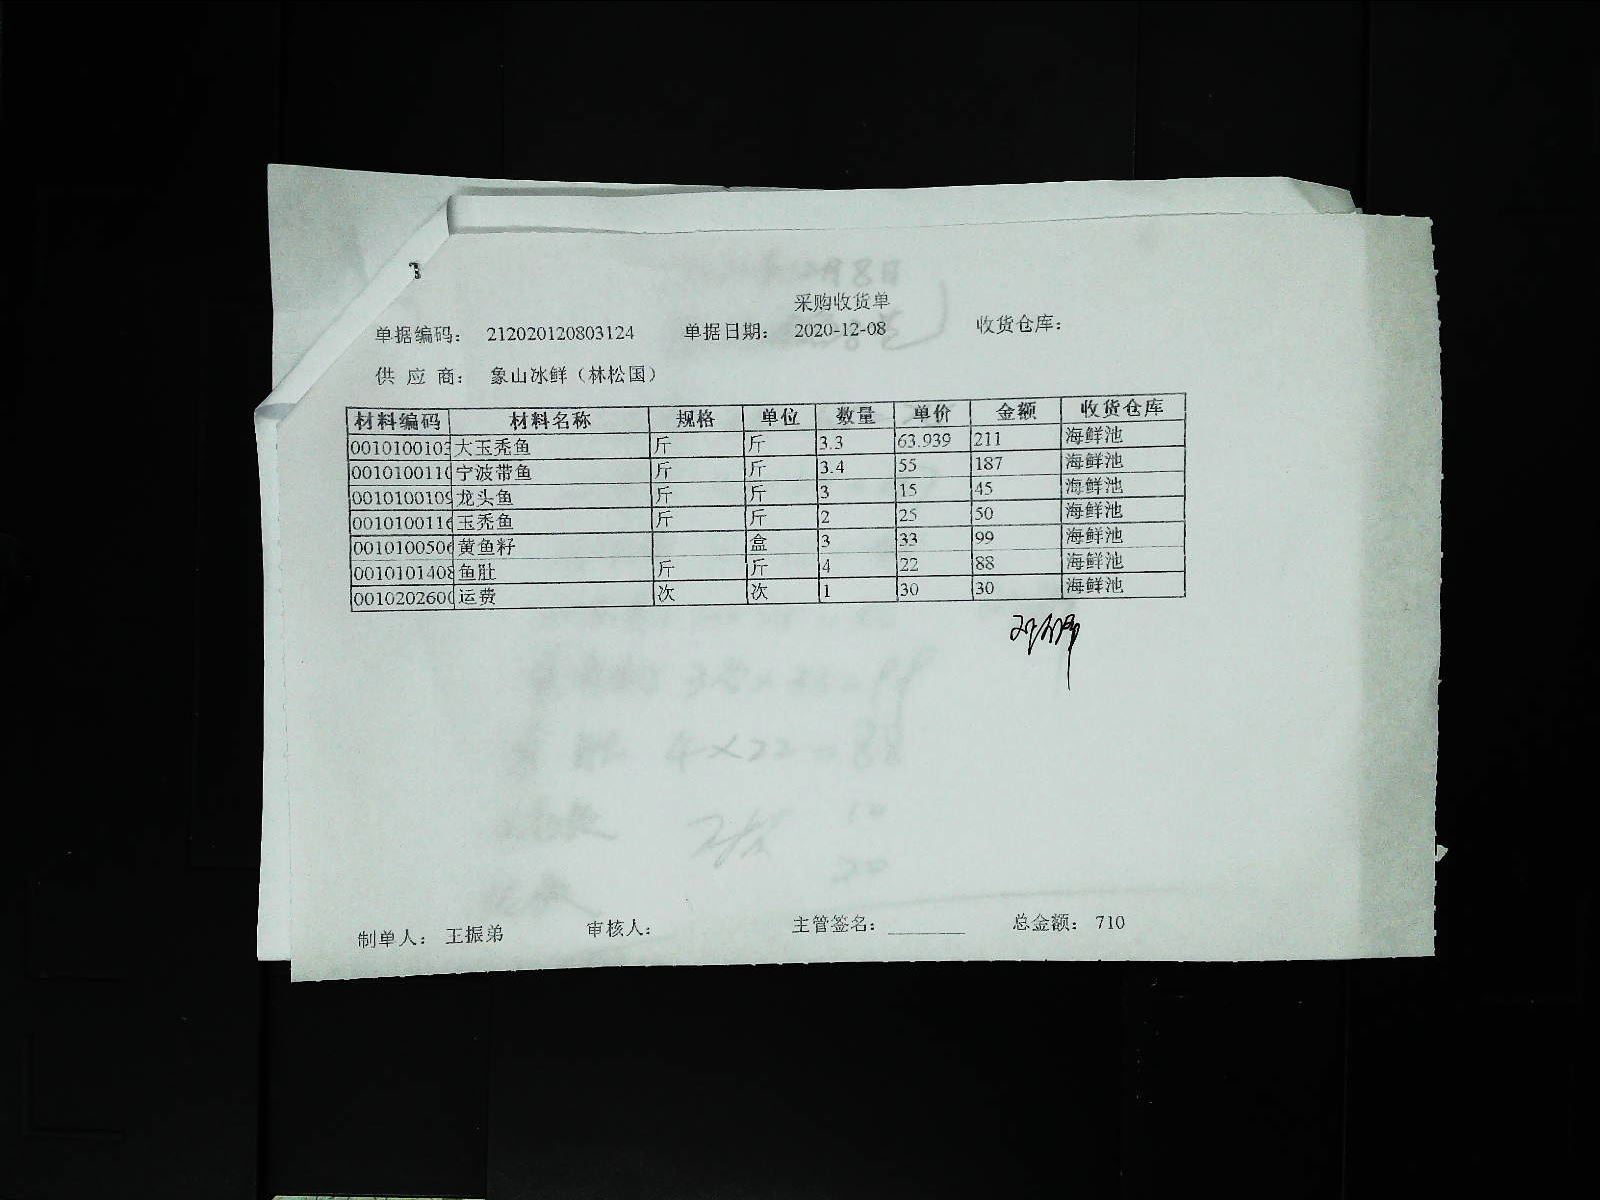 采购收货单
单据编码： 212020120803124 单据日期： 2020-12-08 收货仓库：
供 应 商： 象山冰鲜（林松国）
材料编码 材料名称 规格 单位 数量 单价 金额 收货仓库
0010100103 大玉秃鱼 斤 斤 3.3 63.939 211 海鲜池
001010011 宁波带鱼 斤 斤 3.4 55 187 海鲜池
0010100109 龙头鱼 斤 斤 3 15 45 海鲜池
001010011 玉秃鱼 斤 斤 2 25 50 海鲜池
001010050 黄鱼籽 盒 3 33 99 海鲜池
0010101408 鱼肚 斤 斤 4 22 88 海鲜池
001020260 运费 次 次 1 30 30 海鲜池
制单人： 王振弟 审核人： 主管签名： 总金额： 710